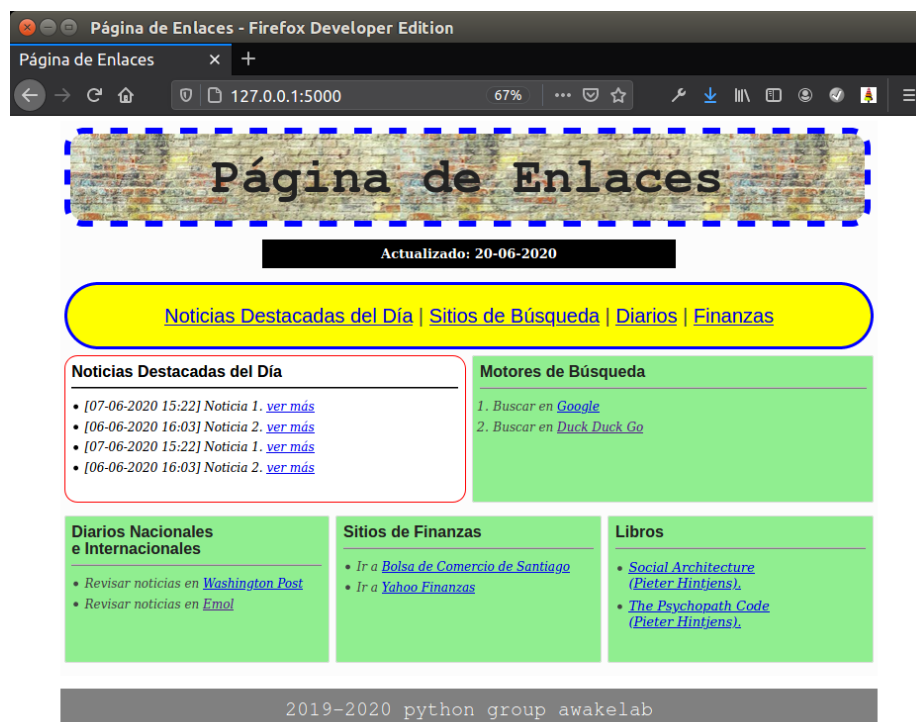 Página de Enlaces - Firefox Developer Edition
Página de Enlaces × +
127.0.0.1:5000 67%
Página de Enlaces
Actualizado: 20-06-2020
Noticias Destacadas del Día | Sitios de Búsqueda | Diarios | Finanzas
Noticias Destacadas del Día
• [07-06-2020 15:22] Noticia 1. ver más
• [06-06-2020 16:03] Noticia 2. ver más
• [07-06-2020 15:22] Noticia 1. ver más
• [06-06-2020 16:03] Noticia 2. ver más
Motores de Búsqueda
1. Buscar en Google
2. Buscar en Duck Duck Go
Diarios Nacionales
e Internacionales
• Revisar noticias en Washington Post
• Revisar noticias en Emol
Sitios de Finanzas
• Ir a Bolsa de Comercio de Santiago
• Ir a Yahoo Finanzas
Libros
• Social Architecture
(Pieter Hintjens).
• The Psychopath Code
(Pieter Hintjens).
2019-2020 python group awakelab